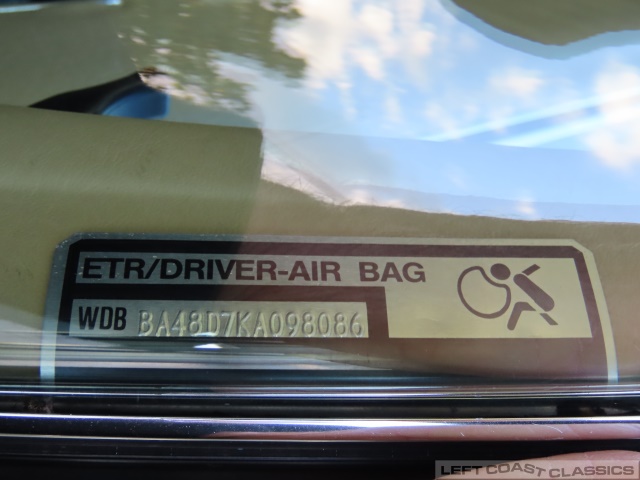 ETR/DRIVER-AIR BAG
WDB BA48D7KA098086
LEFT COAST CLASSICS